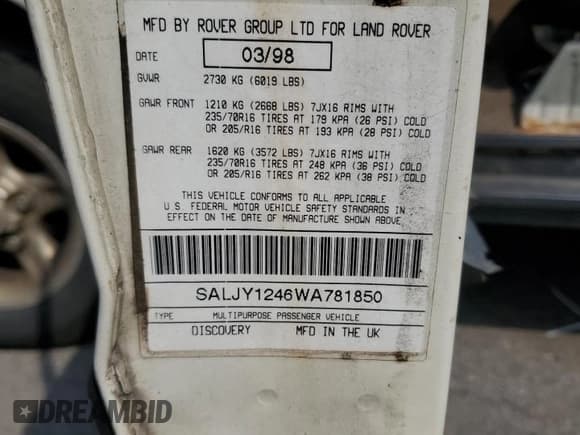 MFD BY ROVER GROUP LTD FOR LAND ROVER
DATE 03/98
GVWR 2730 KG (6019 LBS)
GAWR FRONT 1210 KG (2668 LBS) 7JX16 RIMS WITH
235/70R16 TIRES AT 179 KPA (26 PSI) COLD
OR 205/R16 TIRES AT 193 KPA (28 PSI) COLD
GAWR REAR 1620 KG (3572 LBS) 7JX16 RIMS WITH
235/70R16 TIRES AT 248 KPA (36 PSI) COLD
OR 205/R16 TIRES AT 262 KPA (38 PSI) COLD
THIS VEHICLE CONFORMS TO ALL APPLICABLE
U.S. FEDERAL MOTOR VEHICLE SAFETY STANDARDS IN
EFFECT ON THE DATE OF MANUFACTURE SHOWN ABOVE.
SALJY1246WA781850
TYPE MULTIPURPOSE PASSENGER VEHICLE
DISCOVERY MFD IN THE UK
DREAMBID